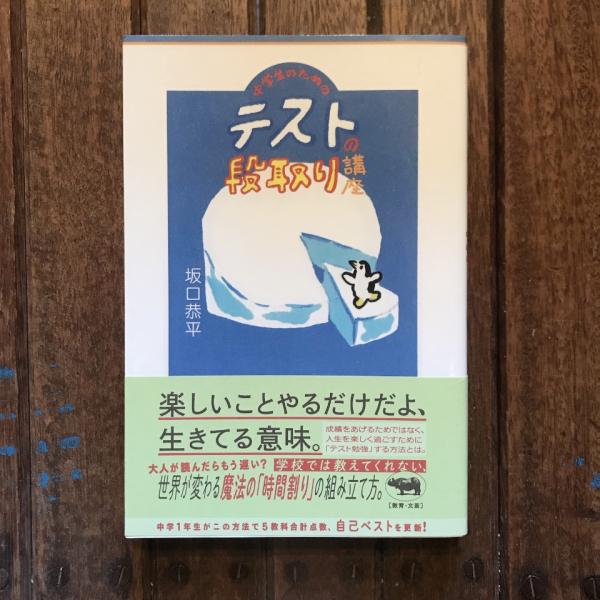 中学生のための
テストの
段取り講座
坂口恭平
楽しいことやるだけだよ、
生きてる意味。
成績をあげるためではなく、
人生を楽しく過ごすために
「テスト勉強」する方法とは。
大人が読んだらもう遅い? 学校では教えてくれない、
世界が変わる魔法の「時間割り」の組み立て方。
[教育・文芸]
中学1年生がこの方法で5教科合計点数、自己ベストを更新!